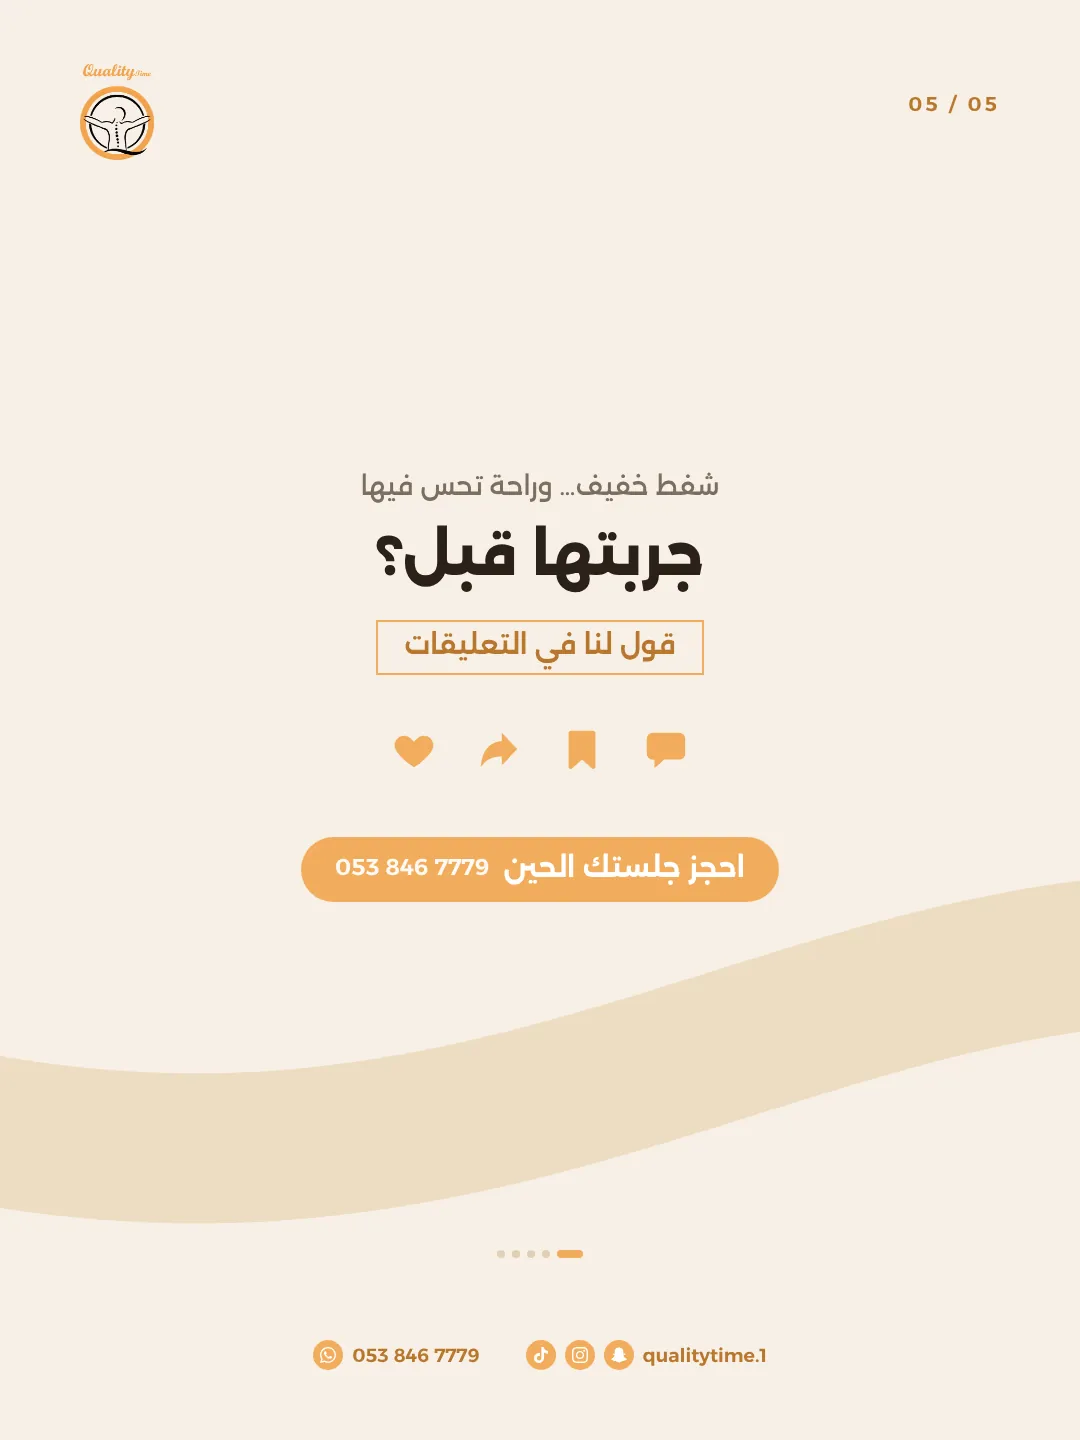 Quality Time
05 / 05
شفط خفيف... وراحة تحس فيها
جربتها قبل؟
قول لنا في التعليقات
احجز جلستك الحين 053 846 7779
053 846 7779
qualitytime.1